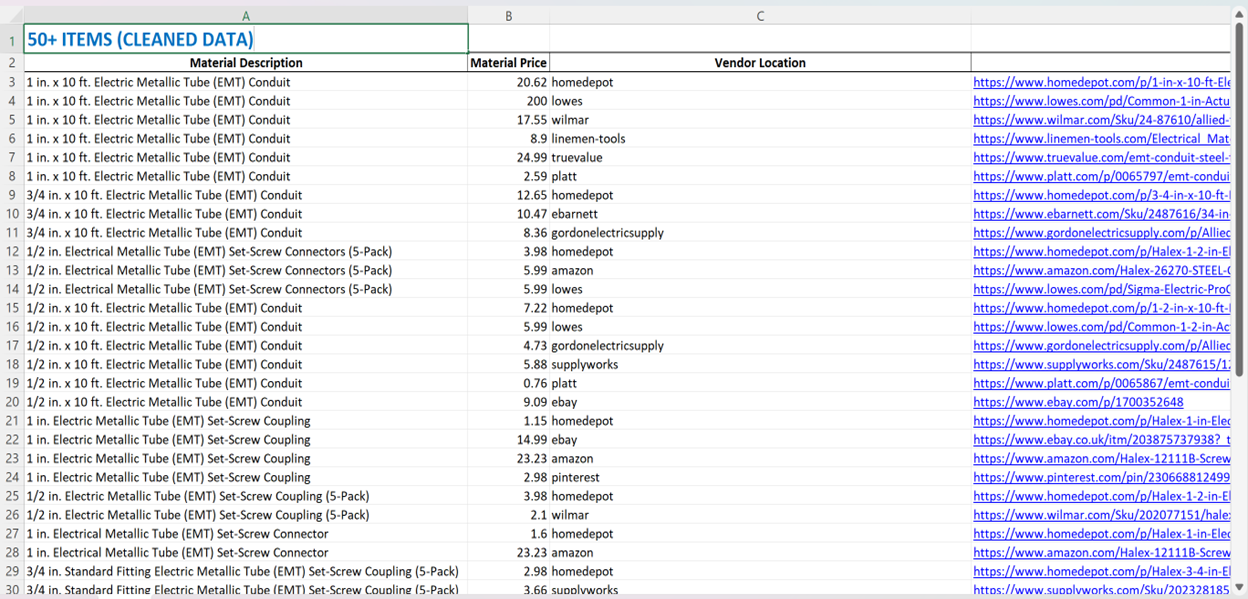 A B C
1 50+ ITEMS (CLEANED DATA)
2 Material Description Material Price Vendor Location
3 1 in. x 10 ft. Electric Metallic Tube (EMT) Conduit 20.62 homedepot https://www.homedepot.com/p/1-in-x-10-ft-Ele
4 1 in. x 10 ft. Electric Metallic Tube (EMT) Conduit 200 lowes https://www.lowes.com/pd/Common-1-in-Actu
5 1 in. x 10 ft. Electric Metallic Tube (EMT) Conduit 17.55 wilmar https://www.wilmar.com/Sku/24-87610/allied-
6 1 in. x 10 ft. Electric Metallic Tube (EMT) Conduit 8.9 linemen-tools https://www.linemen-tools.com/Electrical_Mat
7 1 in. x 10 ft. Electric Metallic Tube (EMT) Conduit 24.99 truevalue https://www.truevalue.com/emt-conduit-steel-
8 1 in. x 10 ft. Electric Metallic Tube (EMT) Conduit 2.59 platt https://www.platt.com/p/0065797/emt-condui
9 3/4 in. x 10 ft. Electric Metallic Tube (EMT) Conduit 12.65 homedepot https://www.homedepot.com/p/3-4-in-x-10-ft-
10 3/4 in. x 10 ft. Electric Metallic Tube (EMT) Conduit 10.47 ebarnett https://www.ebarnett.com/Sku/2487616/34-in-
11 3/4 in. x 10 ft. Electric Metallic Tube (EMT) Conduit 8.36 gordonelectricsupply https://www.gordonelectricsupply.com/p/Allied
12 1/2 in. Electrical Metallic Tube (EMT) Set-Screw Connectors (5-Pack) 3.98 homedepot https://www.homedepot.com/p/Halex-1-2-in-El
13 1/2 in. Electrical Metallic Tube (EMT) Set-Screw Connectors (5-Pack) 5.99 amazon https://www.amazon.com/Halex-26270-STEEL-C
14 1/2 in. Electrical Metallic Tube (EMT) Set-Screw Connectors (5-Pack) 5.99 lowes https://www.lowes.com/pd/Sigma-Electric-ProC
15 1/2 in. x 10 ft. Electric Metallic Tube (EMT) Conduit 7.22 homedepot https://www.homedepot.com/p/1-2-in-x-10-ft-
16 1/2 in. x 10 ft. Electric Metallic Tube (EMT) Conduit 5.99 lowes https://www.lowes.com/pd/Common-1-2-in-Ac
17 1/2 in. x 10 ft. Electric Metallic Tube (EMT) Conduit 4.73 gordonelectricsupply https://www.gordonelectricsupply.com/p/Allied
18 1/2 in. x 10 ft. Electric Metallic Tube (EMT) Conduit 5.88 supplyworks https://www.supplyworks.com/Sku/2487615/12
19 1/2 in. x 10 ft. Electric Metallic Tube (EMT) Conduit 0.76 platt https://www.platt.com/p/0065867/emt-condui
20 1/2 in. x 10 ft. Electric Metallic Tube (EMT) Conduit 9.09 ebay https://www.ebay.com/p/1700352648
21 1 in. Electric Metallic Tube (EMT) Set-Screw Coupling 1.15 homedepot https://www.homedepot.com/p/Halex-1-in-Elec
22 1 in. Electric Metallic Tube (EMT) Set-Screw Coupling 14.99 ebay https://www.ebay.co.uk/itm/203875737938?_t
23 1 in. Electric Metallic Tube (EMT) Set-Screw Coupling 23.23 amazon https://www.amazon.com/Halex-12111B-Screw
24 1 in. Electric Metallic Tube (EMT) Set-Screw Coupling 2.98 pinterest https://www.pinterest.com/pin/230668812499
25 1/2 in. Electric Metallic Tube (EMT) Set-Screw Coupling (5-Pack) 3.98 homedepot https://www.homedepot.com/p/Halex-1-2-in-El
26 1/2 in. Electric Metallic Tube (EMT) Set-Screw Coupling (5-Pack) 2.1 wilmar https://www.wilmar.com/Sku/202077151/hale
27 1 in. Electrical Metallic Tube (EMT) Set-Screw Connector 1.6 homedepot https://www.homedepot.com/p/Halex-1-in-Elec
28 1 in. Electrical Metallic Tube (EMT) Set-Screw Connector 23.23 amazon https://www.amazon.com/Halex-12111B-Screw
29 3/4 in. Standard Fitting Electric Metallic Tube (EMT) Set-Screw Coupling (5-Pack) 2.98 homedepot https://www.homedepot.com/p/Halex-3-4-in-El
30 3/4 in. Standard Fitting Electric Metallic Tube (EMT) Set-Screw Coupling (5-Pack) 3.66 supplyworks https://www.supplyworks.com/Sku/202328185